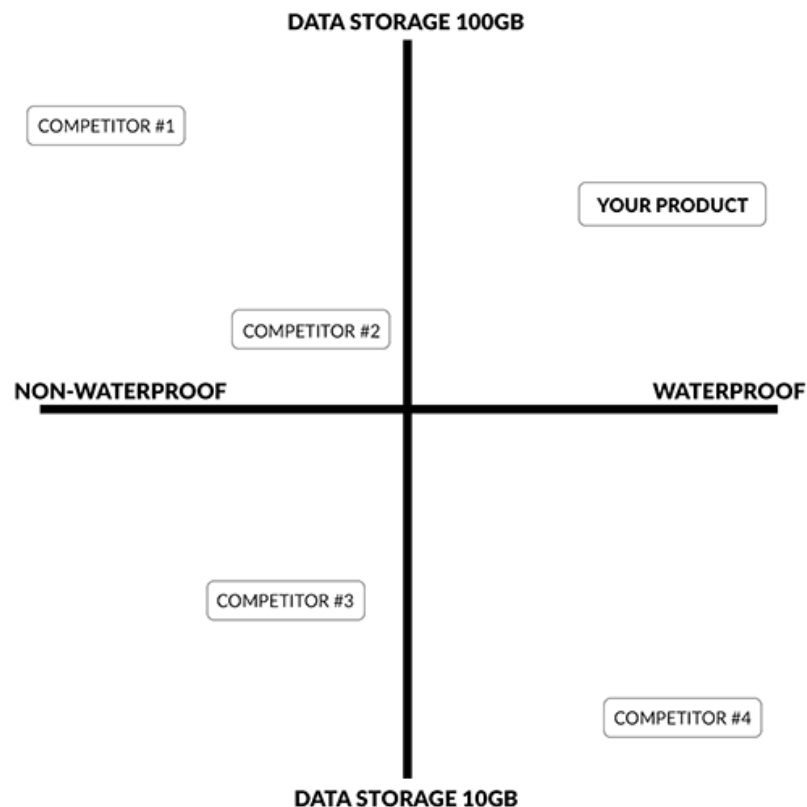 DATA STORAGE 100GB
COMPETITOR #1
YOUR PRODUCT
COMPETITOR #2
NON-WATERPROOF
WATERPROOF
COMPETITOR #3
COMPETITOR #4
DATA STORAGE 10GB